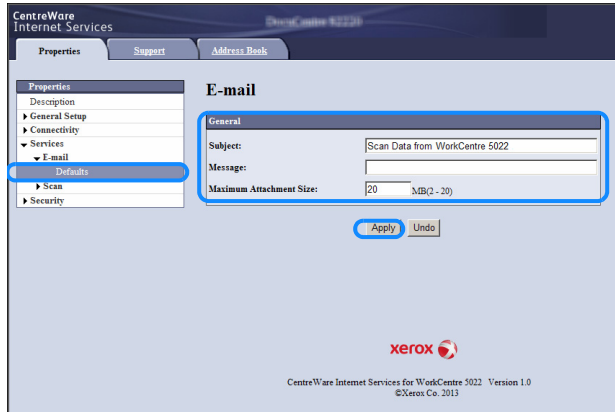 CentreWare
Internet Services
Properties
Support
Address Book
Properties
Description
General Setup
Connectivity
Services
E-mail
Defaults
Scan
Security
E-mail
General
Subject: Scan Data from WorkCentre 5022
Message:
Maximum Attachment Size: 20 MB(2 - 20)
Apply Undo
xerox
CentreWare Internet Services for WorkCentre 5022 Version 1.0
©Xerox Co. 2013